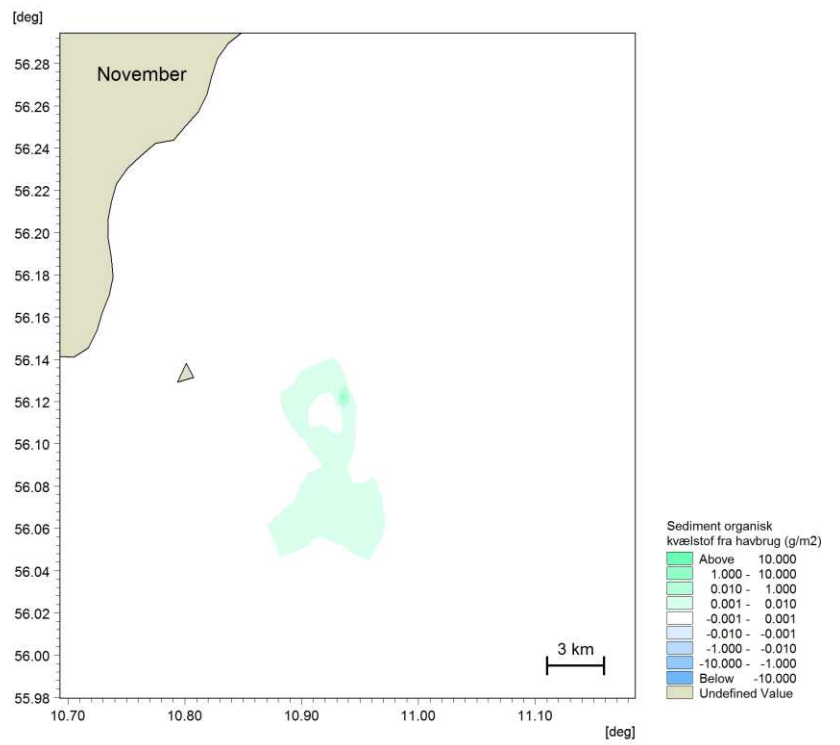 [deg]
November
56.28
56.26
56.24
56.22
56.20
56.18
56.16
56.14
56.12
56.10
56.08
56.06
56.04
56.02
56.00
55.98
3 km
10.70 10.80 10.90 11.00 11.10
[deg]
Sediment organisk
kvælstof fra havbrug (g/m2)
Above 10.000
1.000 - 10.000
0.010 - 1.000
0.001 - 0.010
-0.001 - 0.001
-0.010 - -0.001
-1.000 - -0.010
-10.000 - -1.000
Below -10.000
Undefined Value